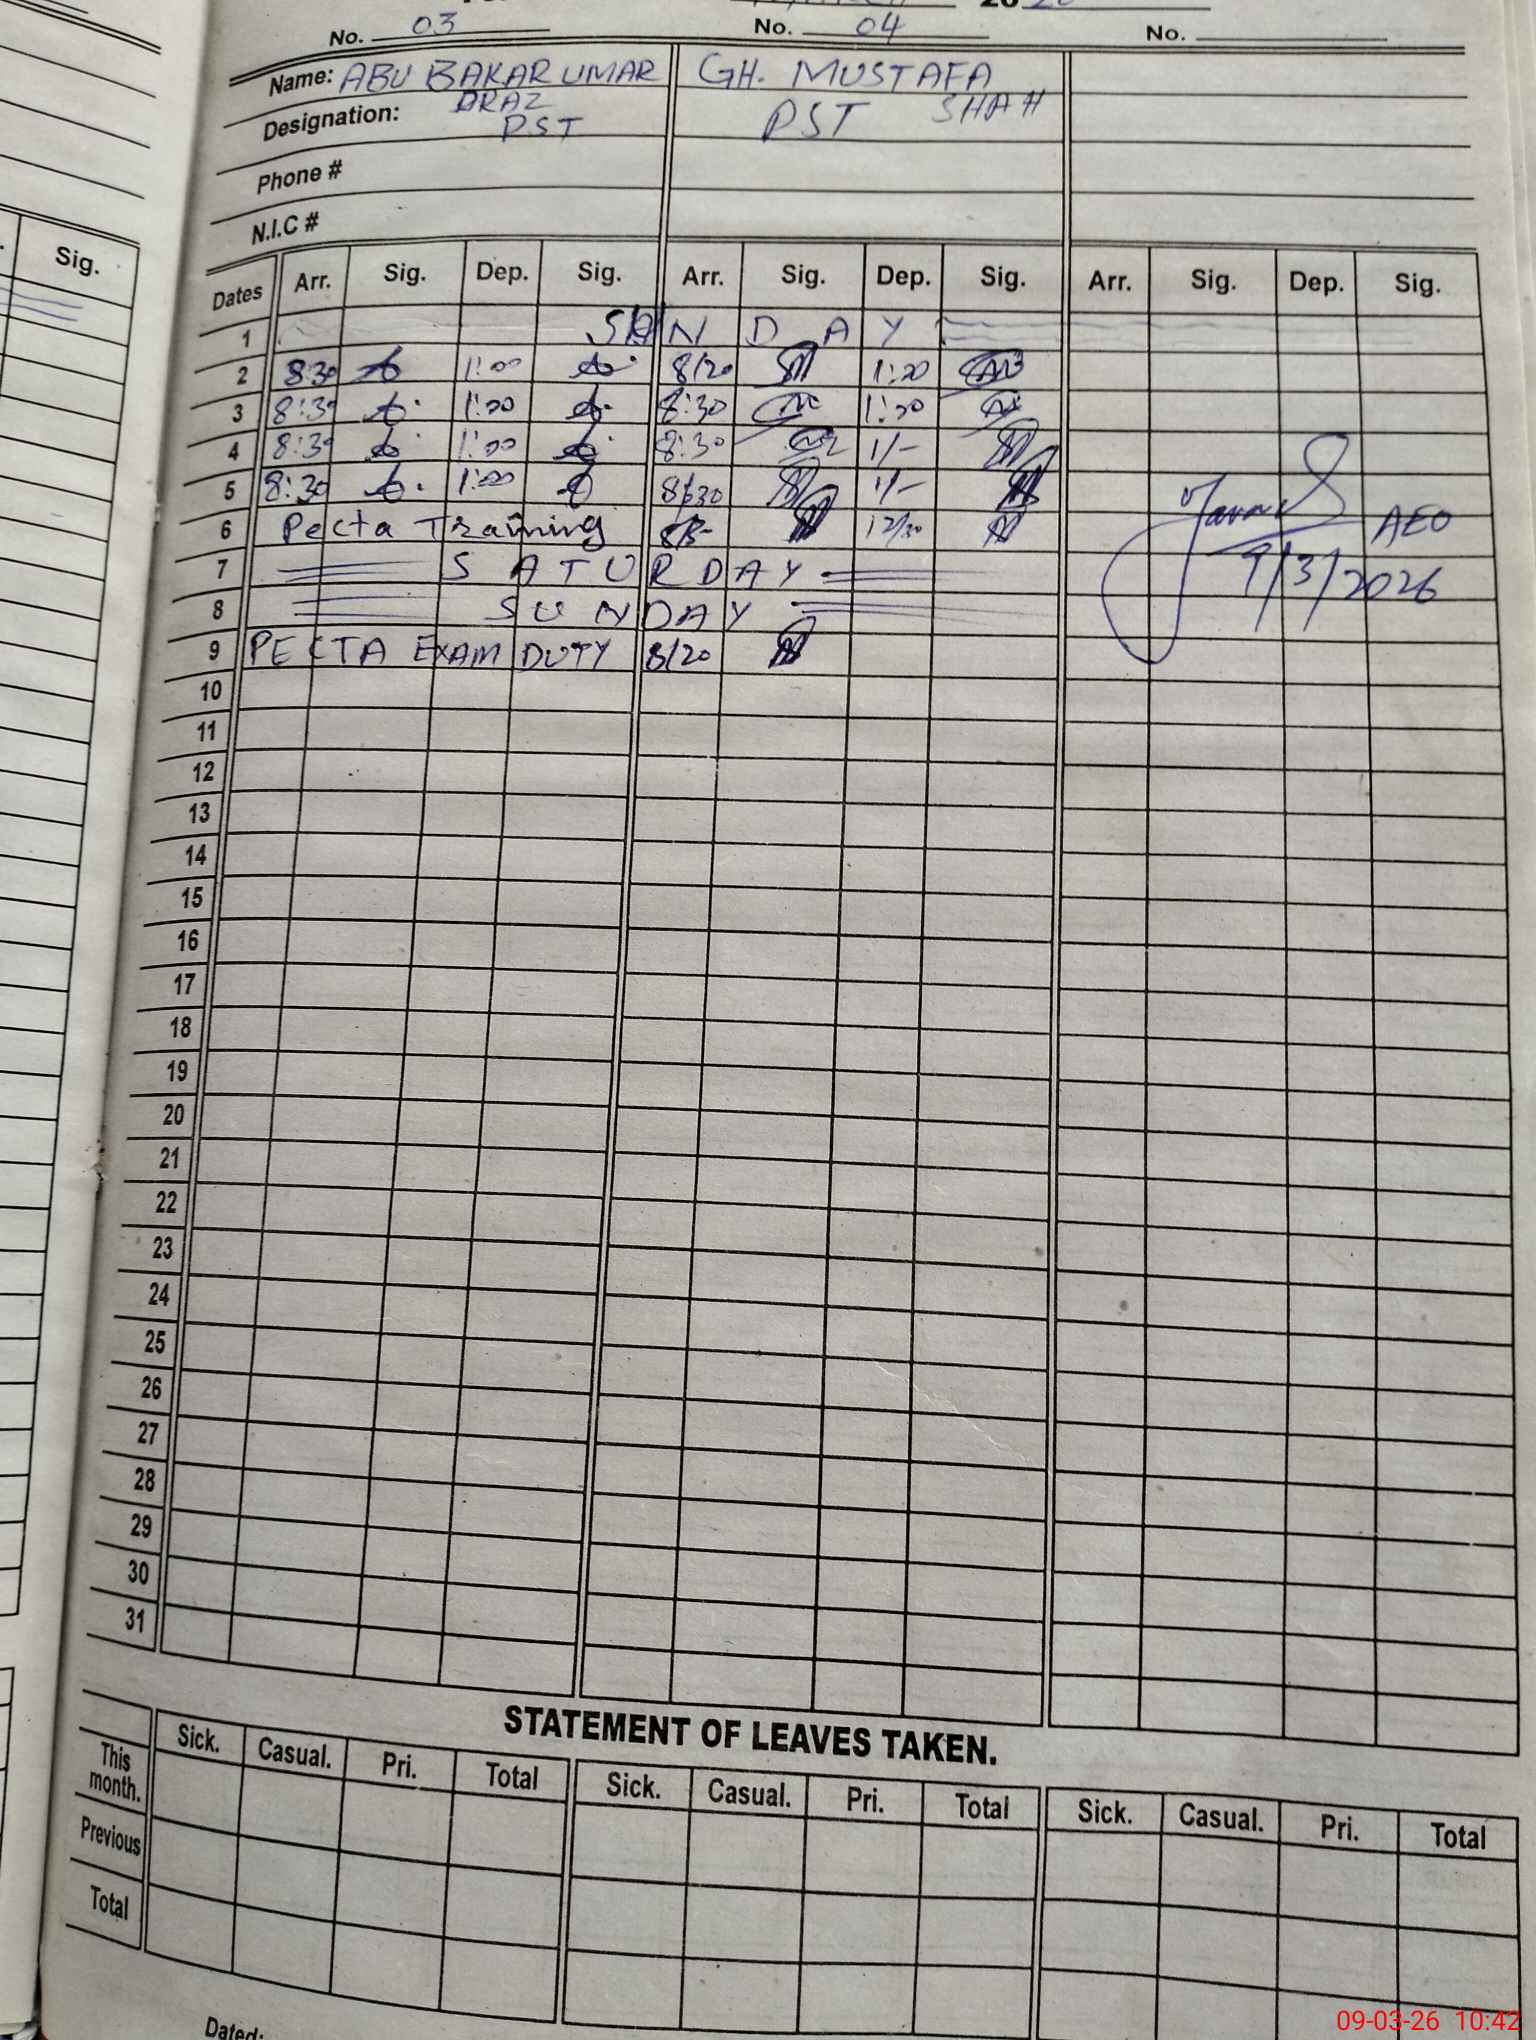 No. 03 No. 04 No.
Name: ABU BAKAR UMAR GH. MUSTAFA
DRAZ SHAH
Designation: PST PST
Phone #
N.I.C #
Sig.
Dates Arr. Sig. Dep. Sig. Arr. Sig. Dep. Sig. Arr. Sig. Dep. Sig.
1 SUNDAY
2 8:30 1:00 8/20 1:20
3 8:30 1:00 8:30
4 8:30 1:00 8:30 1/-
5 8:30 1:00 8/30 1/-
6 Pecta Training 12/30
AEO
9/3/2026
7 SATURDAY
8 SUNDAY
9 PECTA EXAM DUTY 8/20
10
11
12
13
14
15
16
17
18
19
20
21
22
23
24
25
26
27
28
29
30
31
STATEMENT OF LEAVES TAKEN.
Sick. Casual. Pri. Total Sick. Casual. Pri. Total Sick. Casual. Pri. Total
This month.
Previous
Total
Dated:
09-03-26 10:42